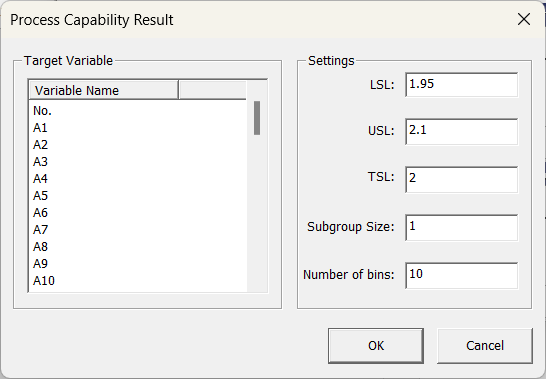 Process Capability Result
Target Variable
Variable Name
No.
A1
A2
A3
A4
A5
A6
A7
A8
A9
A10
Settings
LSL: 1.95
USL: 2.1
TSL: 2
Subgroup Size: 1
Number of bins: 10
OK Cancel